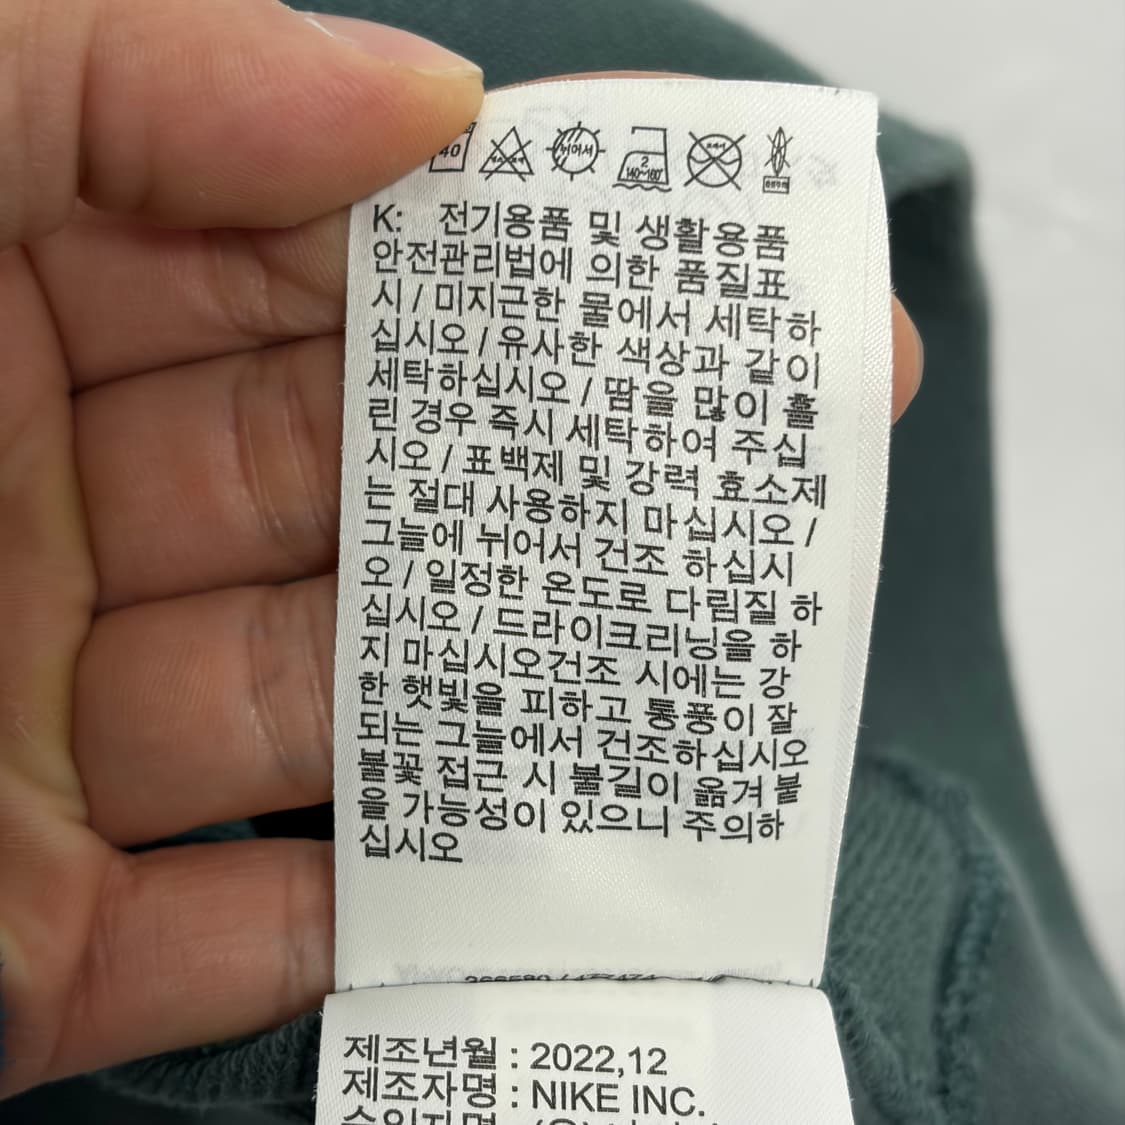 40
뉘어서
2
140~160°
K: 전기용품 및 생활용품
안전관리법에 의한 품질표
시 / 미지근한 물에서 세탁하
십시오 / 유사한 색상과 같이
세탁하십시오 / 땀을 많이 흘
린 경우 즉시 세탁하여 주십
시오 / 표백제 및 강력 효소제
는 절대 사용하지 마십시오 /
그늘에 뉘어서 건조 하십시
오 / 일정한 온도로 다림질 하
십시오 / 드라이크리닝을 하
지 마십시오건조 시에는 강
한 햇빛을 피하고 통풍이 잘
되는 그늘에서 건조하십시오
불꽃 접근 시 불길이 옮겨 붙
을 가능성이 있으니 주의하
십시오
제조년월 : 2022,12
제조자명 : NIKE INC.